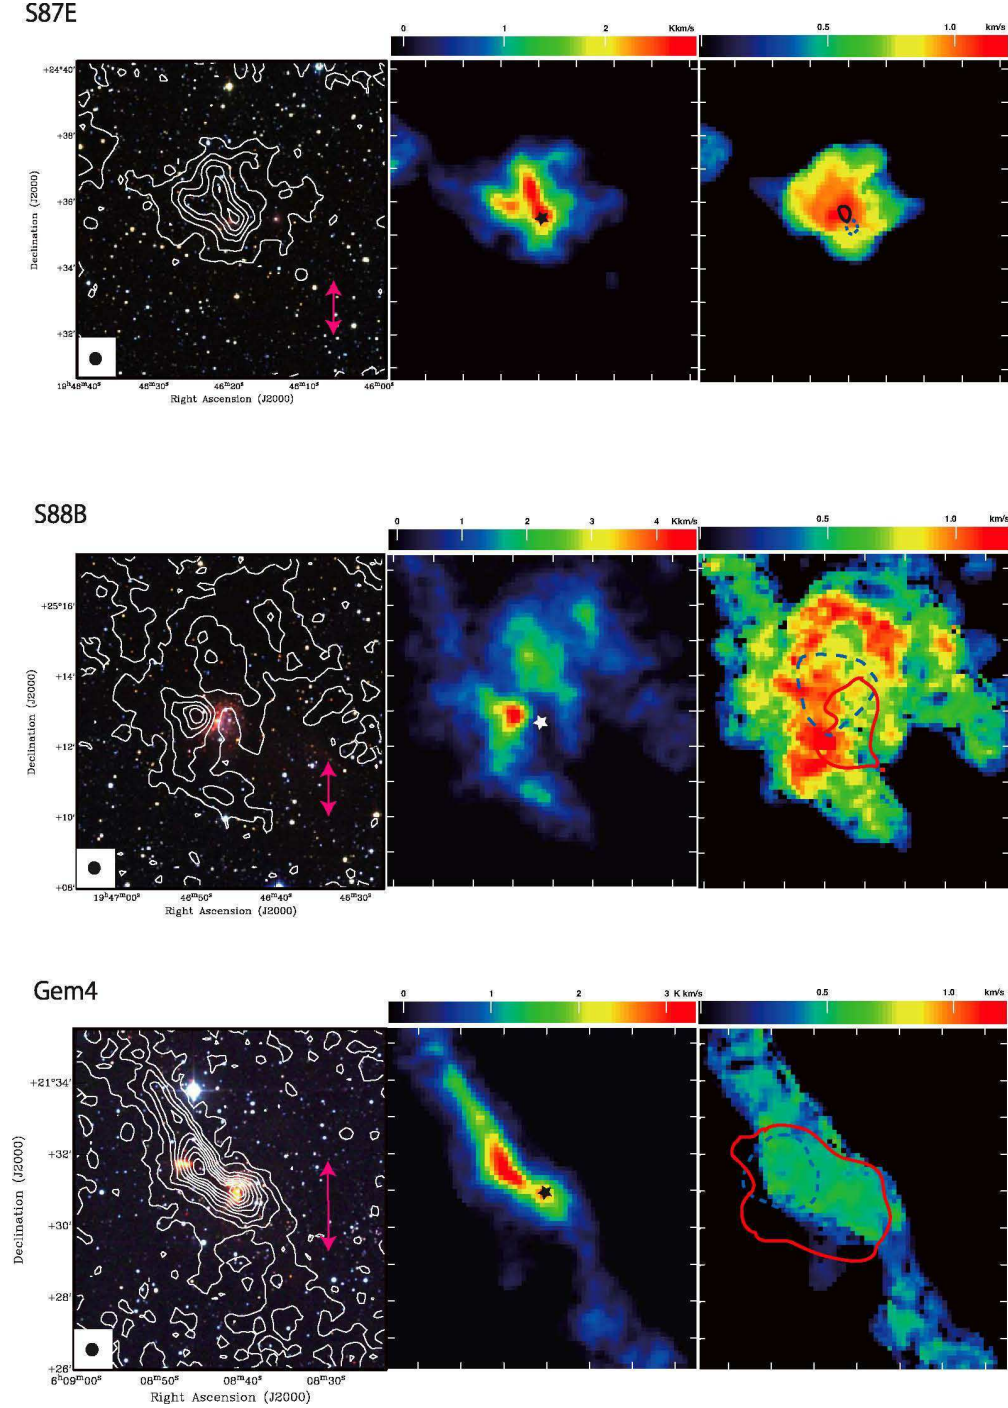 S87E
0 1 2 Kkm/s
0.5 1.0 km/s
+24°40′
+38′
+36′
+34′
+32′
Declination (J2000)
19ʰ46ᵐ40ˢ 46ᵐ30ˢ 46ᵐ20ˢ 46ᵐ10ˢ 46ᵐ00ˢ
Right Ascension (J2000)
S88B
0 1 2 3 4 Kkm/s
0.5 1.0 km/s
+25°16′
+14′
+12′
+10′
+08′
Declination (J2000)
19ʰ47ᵐ00ˢ 46ᵐ50ˢ 46ᵐ40ˢ 46ᵐ30ˢ
Right Ascension (J2000)
Gem4
0 1 2 3 K km/s
0.5 1.0 km/s
+21°34′
+32′
+30′
+28′
+26′
Declination (J2000)
6ʰ09ᵐ00ˢ 08ᵐ50ˢ 08ᵐ40ˢ 08ᵐ30ˢ
Right Ascension (J2000)